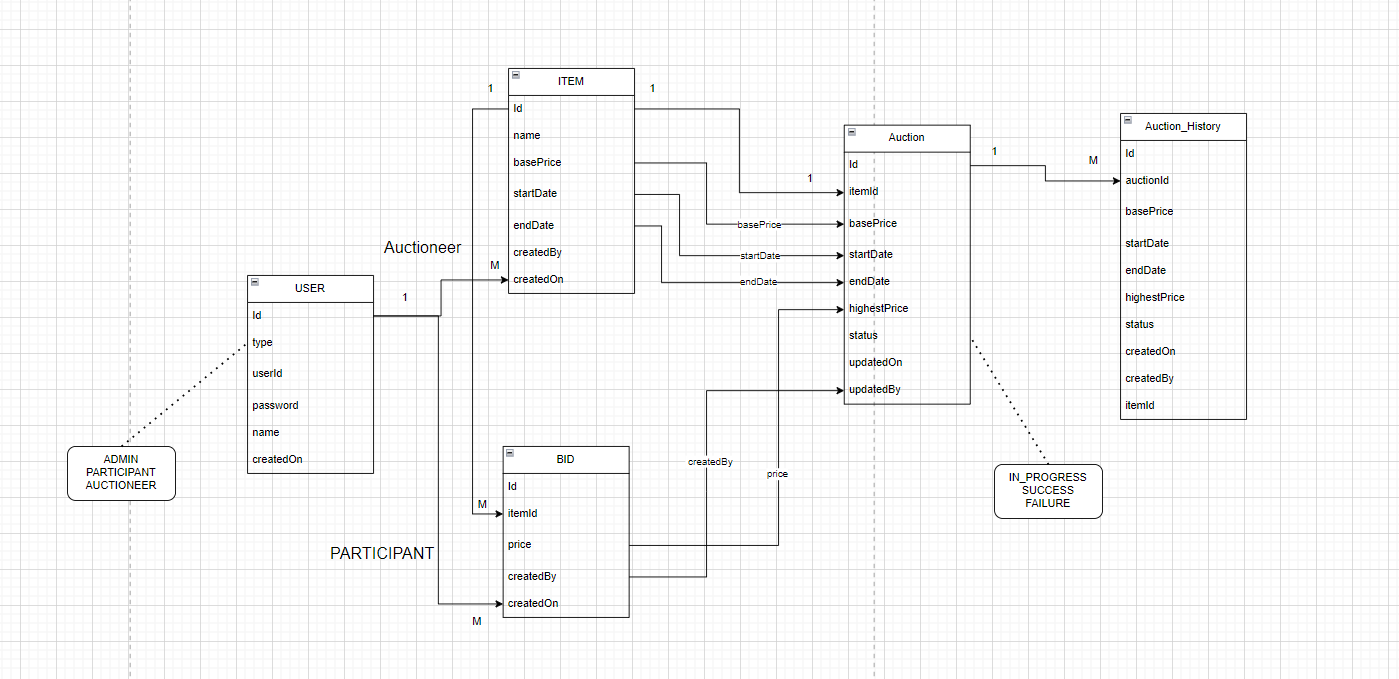 1
ITEM
1
Id
name
basePrice
startDate
endDate
createdBy
createdOn
Auctioneer
M
1
USER
Id
type
userId
password
name
createdOn
ADMIN
PARTICIPANT
AUCTIONEER
PARTICIPANT
M
M
BID
Id
itemId
price
createdBy
createdOn
basePrice
startDate
endDate
createdBy
price
1
Auction
Id
itemId
basePrice
startDate
endDate
highestPrice
status
updatedOn
updatedBy
1
M
IN_PROGRESS
SUCCESS
FAILURE
Auction_History
Id
auctionId
basePrice
startDate
endDate
highestPrice
status
createdOn
createdBy
itemId